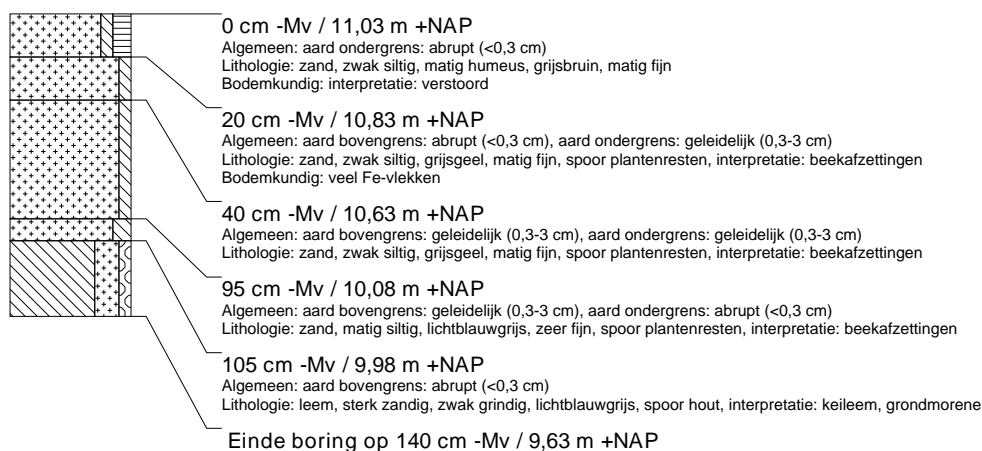 0 cm -Mv / 11,03 m +NAP
Algemeen: aard ondergrens: abrupt (<0,3 cm)
Lithologie: zand, zwak siltig, matig humeus, grijsbruin, matig fijn
Bodemkundig: interpretatie: verstoord
20 cm -Mv / 10,83 m +NAP
Algemeen: aard bovengrens: abrupt (<0,3 cm), aard ondergrens: geleidelijk (0,3-3 cm)
Lithologie: zand, zwak siltig, grijsgeel, matig fijn, spoor plantenresten, interpretatie: beekafzettingen
Bodemkundig: veel Fe-vlekken
40 cm -Mv / 10,63 m +NAP
Algemeen: aard bovengrens: geleidelijk (0,3-3 cm), aard ondergrens: geleidelijk (0,3-3 cm)
Lithologie: zand, zwak siltig, grijsgeel, matig fijn, spoor plantenresten, interpretatie: beekafzettingen
95 cm -Mv / 10,08 m +NAP
Algemeen: aard bovengrens: geleidelijk (0,3-3 cm), aard ondergrens: abrupt (<0,3 cm)
Lithologie: zand, matig siltig, lichtblauwgrijs, zeer fijn, spoor plantenresten, interpretatie: beekafzettingen
105 cm -Mv / 9,98 m +NAP
Algemeen: aard bovengrens: abrupt (<0,3 cm)
Lithologie: leem, sterk zandig, zwak grindig, lichtblauwgrijs, spoor hout, interpretatie: keileem, grondmorene
Einde boring op 140 cm -Mv / 9,63 m +NAP